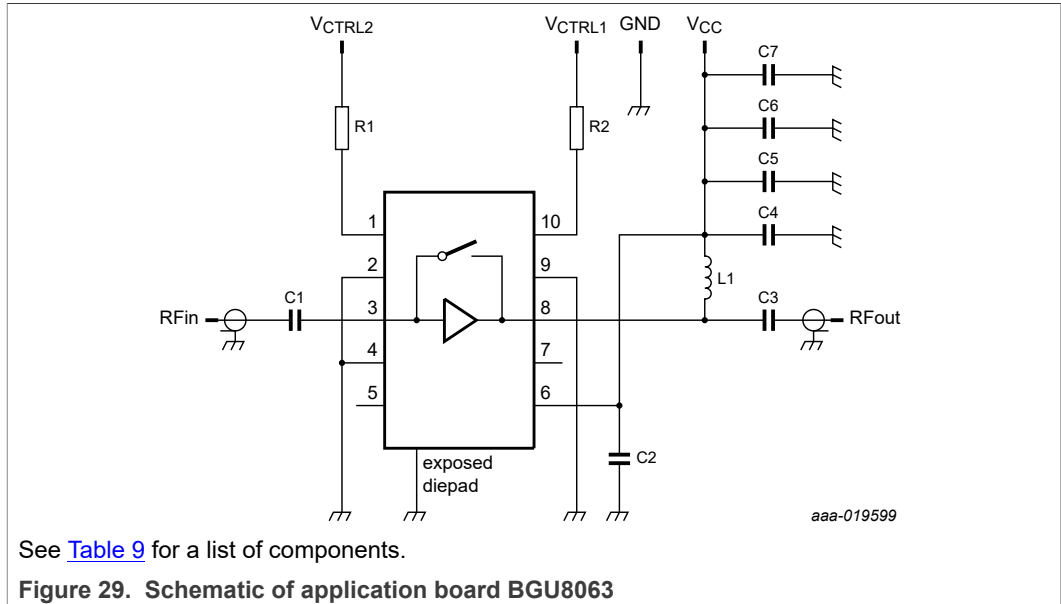 VCTRL2 VCTRL1 GND VCC
C7
C6
R1 R2
C5
C4
1 10
2 9
L1
C1 C3
RFin 3 8 RFout
4 7
5 6
C2
exposed
diepad
aaa-019599
See Table 9 for a list of components.
Figure 29. Schematic of application board BGU8063